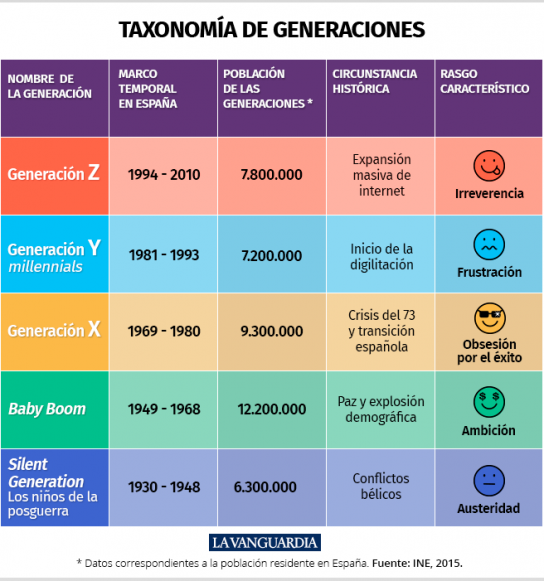 TAXONOMÍA DE GENERACIONES
NOMBRE DE
LA GENERACIÓN
MARCO
TEMPORAL
EN ESPAÑA
POBLACIÓN
DE LAS
GENERACIONES *
CIRCUNSTANCIA
HISTÓRICA
RASGO
CARACTERÍSTICO
Generación Z
1994 - 2010
7.800.000
Expansión
masiva de
internet
Irreverencia
Generación Y
millennials
1981 - 1993
7.200.000
Inicio de la
digilitación
Frustración
Generación X
1969 - 1980
9.300.000
Crisis del 73
y transición
española
Obsesión
por el éxito
Baby Boom
1949 - 1968
12.200.000
Paz y explosión
demográfica
Ambición
Silent
Generation
Los niños de la
posguerra
1930 - 1948
6.300.000
Conflictos
bélicos
Austeridad
LA VANGUARDIA
* Datos correspondientes a la población residente en España. Fuente: INE, 2015.